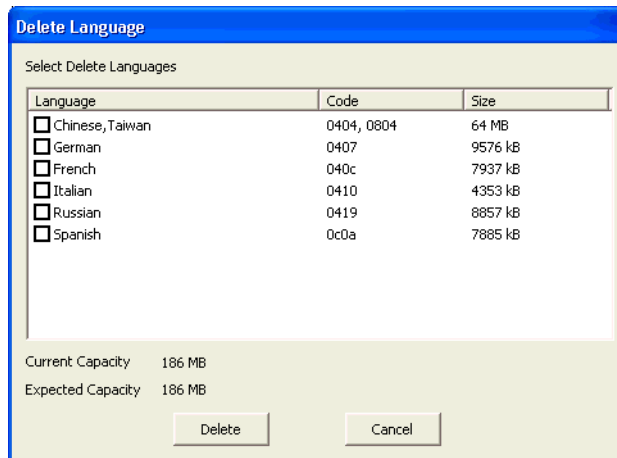 Delete Language
Select Delete Languages
Language Code Size
Chinese,Taiwan 0404, 0804 64 MB
German 0407 9576 kB
French 040c 7937 kB
Italian 0410 4353 kB
Russian 0419 8857 kB
Spanish 0c0a 7885 kB
Current Capacity 186 MB
Expected Capacity 186 MB
Delete Cancel